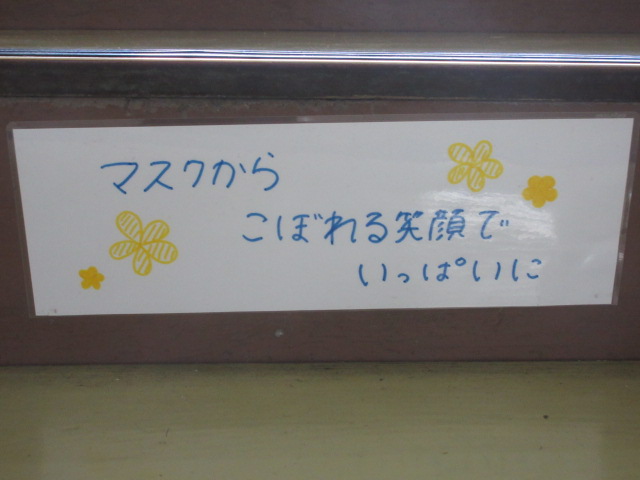 マスクから
こぼれる笑顔で
いっぱいに